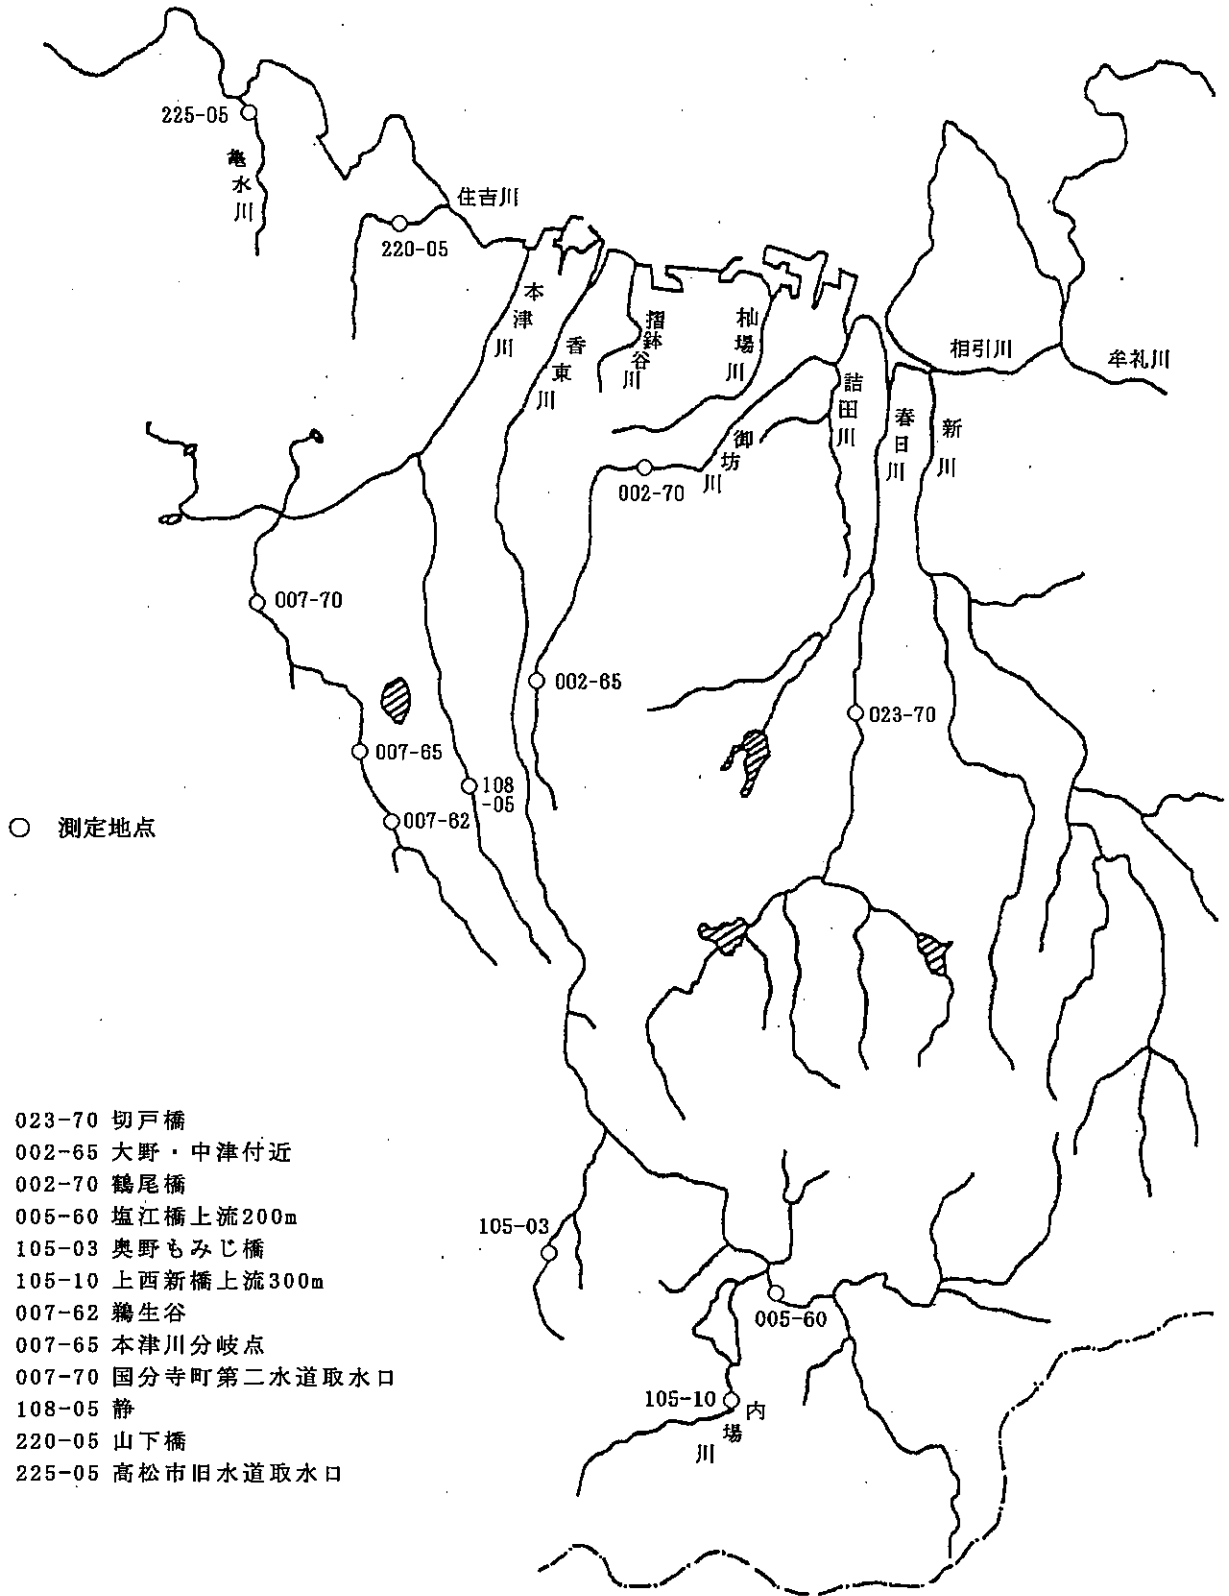 225-05
亀水川
住吉川
220-05
本津川
香東川
摺鉢谷川
杣場川
御坊川
詰田川
春日川
新川
相引川
牟礼川
002-70
007-70
002-65
023-70
007-65
108
-05
007-62
○ 測定地点
023-70 切戸橋
002-65 大野・中津付近
002-70 鶴尾橋
005-60 塩江橋上流200m
105-03 奥野もみじ橋
105-10 上西新橋上流300m
007-62 鵜生谷
007-65 本津川分岐点
007-70 国分寺町第二水道取水口
108-05 静
220-05 山下橋
225-05 高松市旧水道取水口
105-03
005-60
105-10
内場川